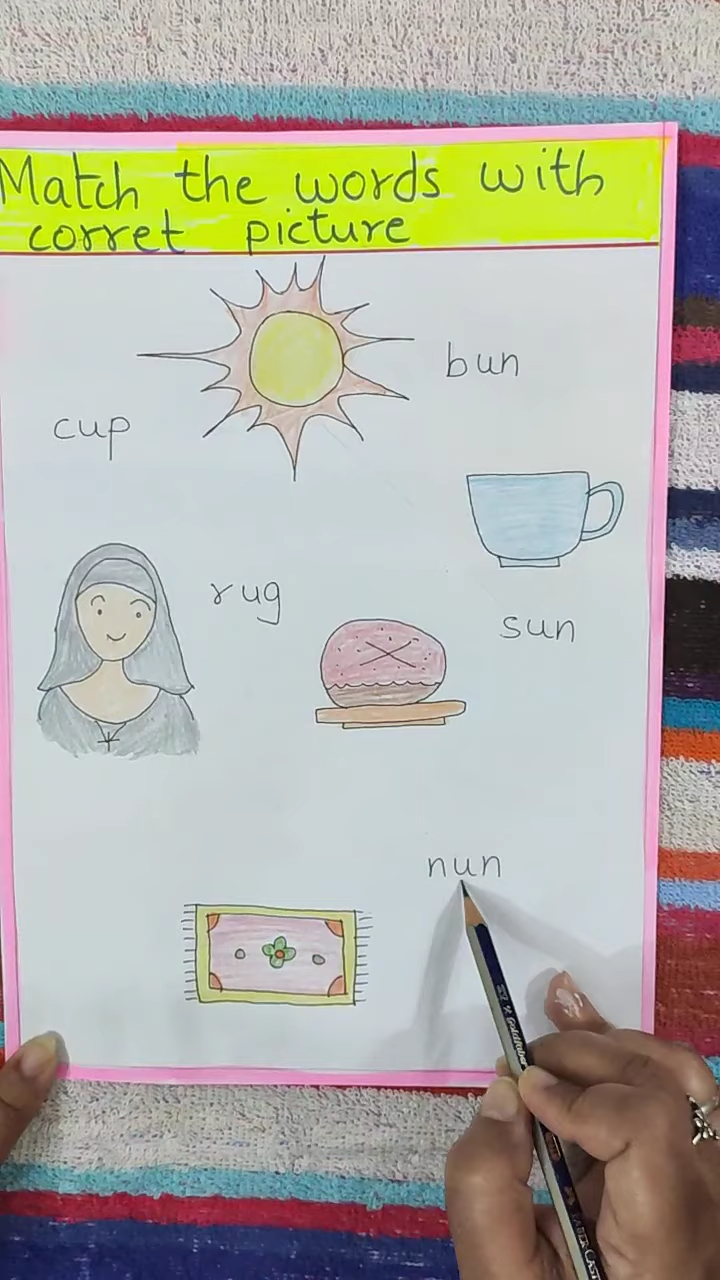 Match the words with
corret picture
bun
cup
rug
sun
nun